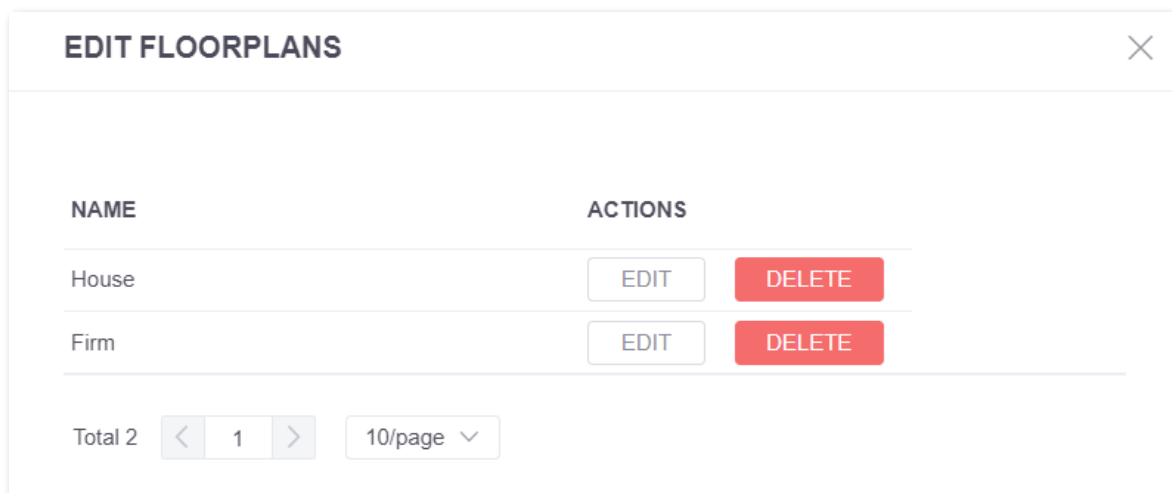 EDIT FLOORPLANS
NAME ACTIONS
House EDIT DELETE
Firm EDIT DELETE
Total 2 1 10/page